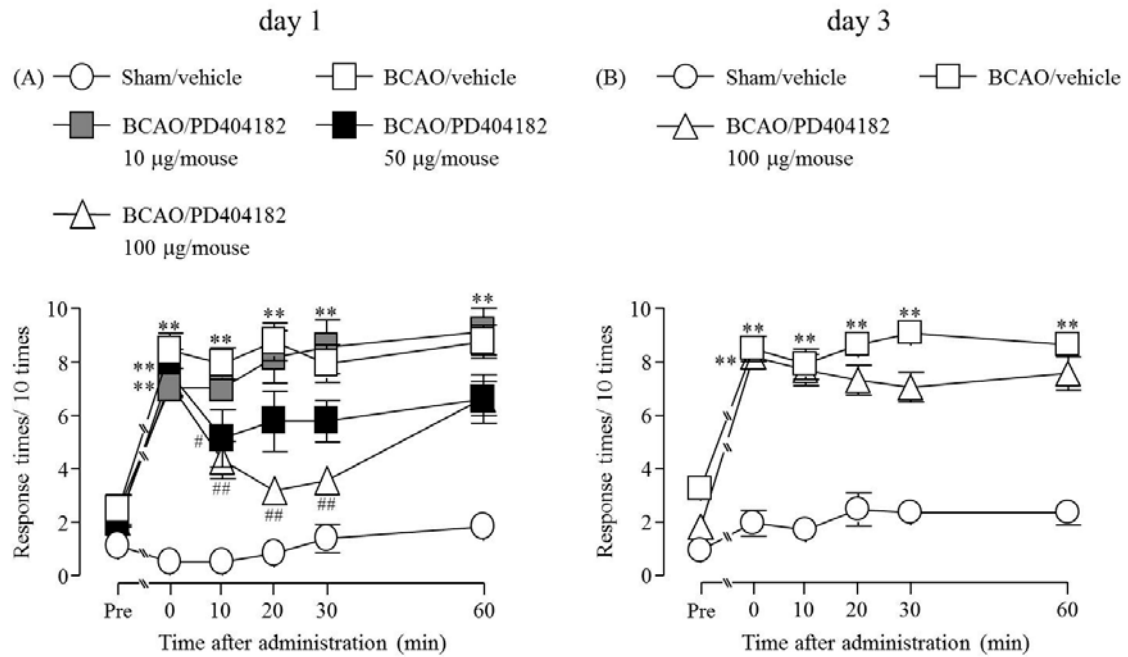 day 1
day 3
(A) Sham/vehicle BCAO/vehicle
BCAO/PD404182 BCAO/PD404182
10 μg/mouse 50 μg/mouse
BCAO/PD404182
100 μg/mouse
(B) Sham/vehicle BCAO/vehicle
BCAO/PD404182
100 μg/mouse
Response times/ 10 times
10
8
6
4
2
0
** ** ** ** **
**
**
#
## ## ##
Pre 0 10 20 30 60
Time after administration (min)
Response times/ 10 times
10
8
6
4
2
0
** ** ** ** **
**
Pre 0 10 20 30 60
Time after administration (min)